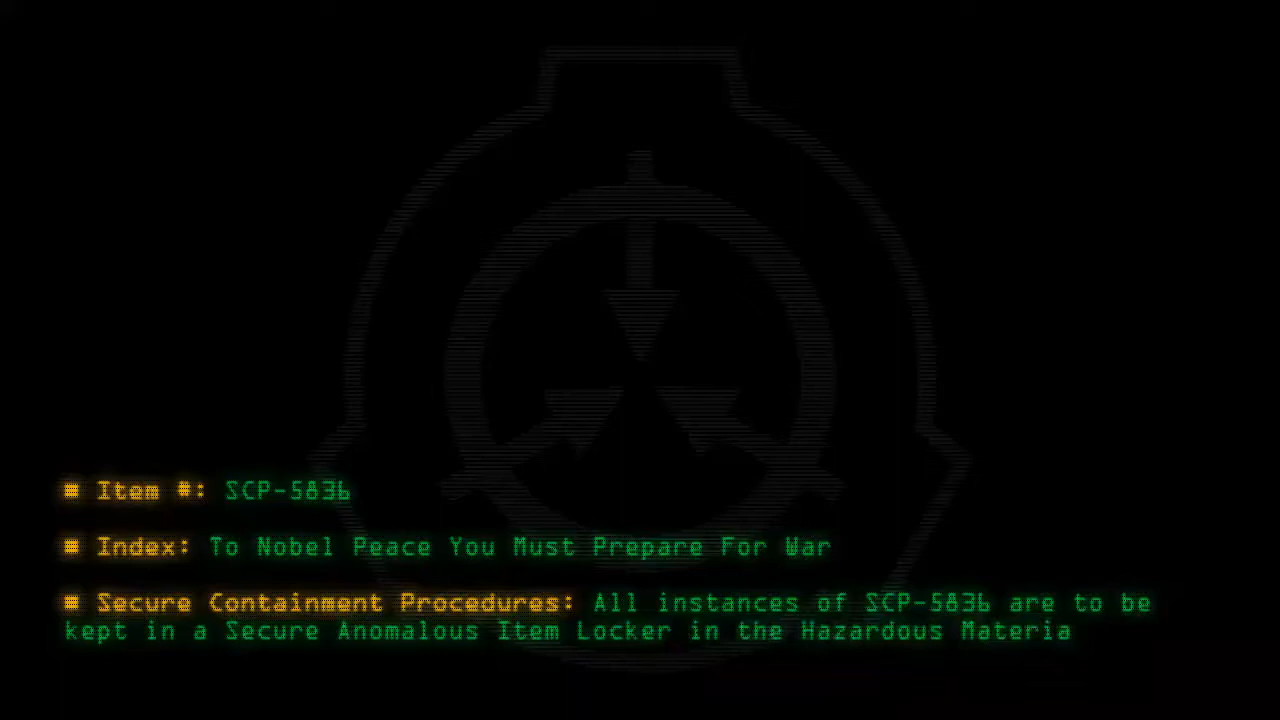 ■ Item #: SCP-5836
■ Index: To Nobel Peace You Must Prepare For War
■ Secure Containment Procedures: All instances of SCP-5836 are to be
kept in a Secure Anomalous Item Locker in the Hazardous Materia